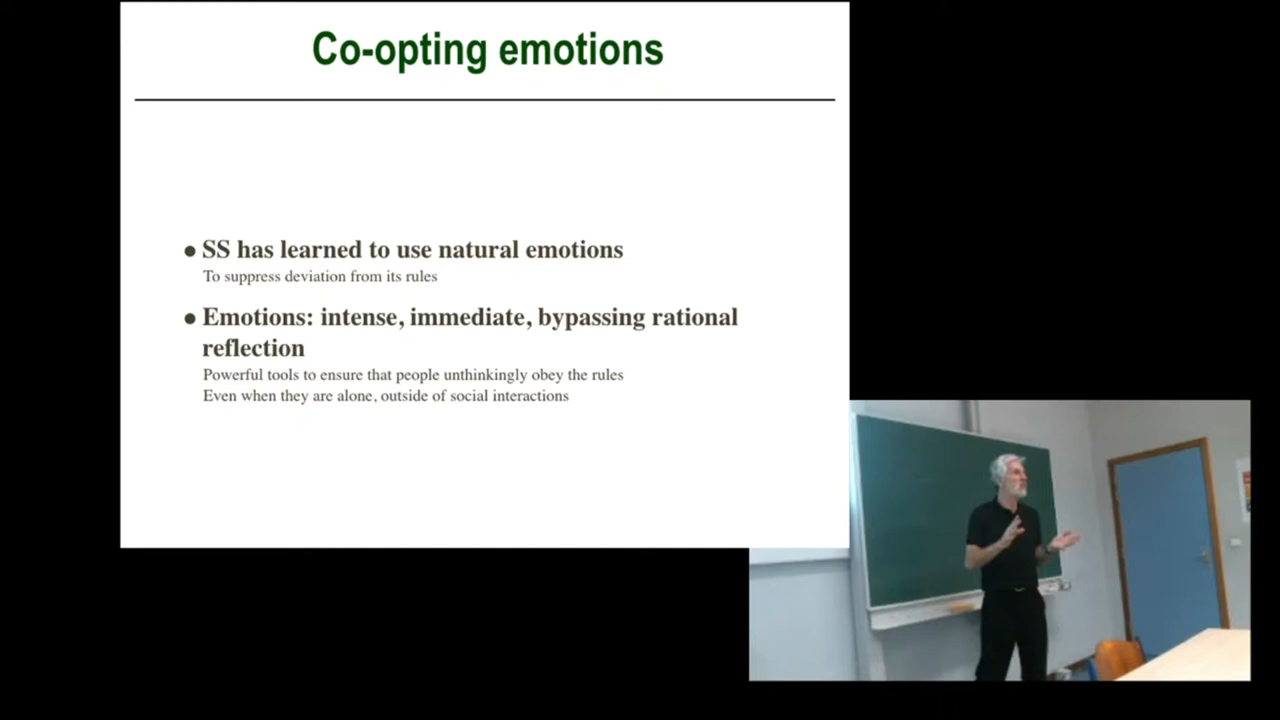 Co-opting emotions
● SS has learned to use natural emotions
To suppress deviation from its rules
● Emotions: intense, immediate, bypassing rational
reflection
Powerful tools to ensure that people unthinkingly obey the rules
Even when they are alone, outside of social interactions